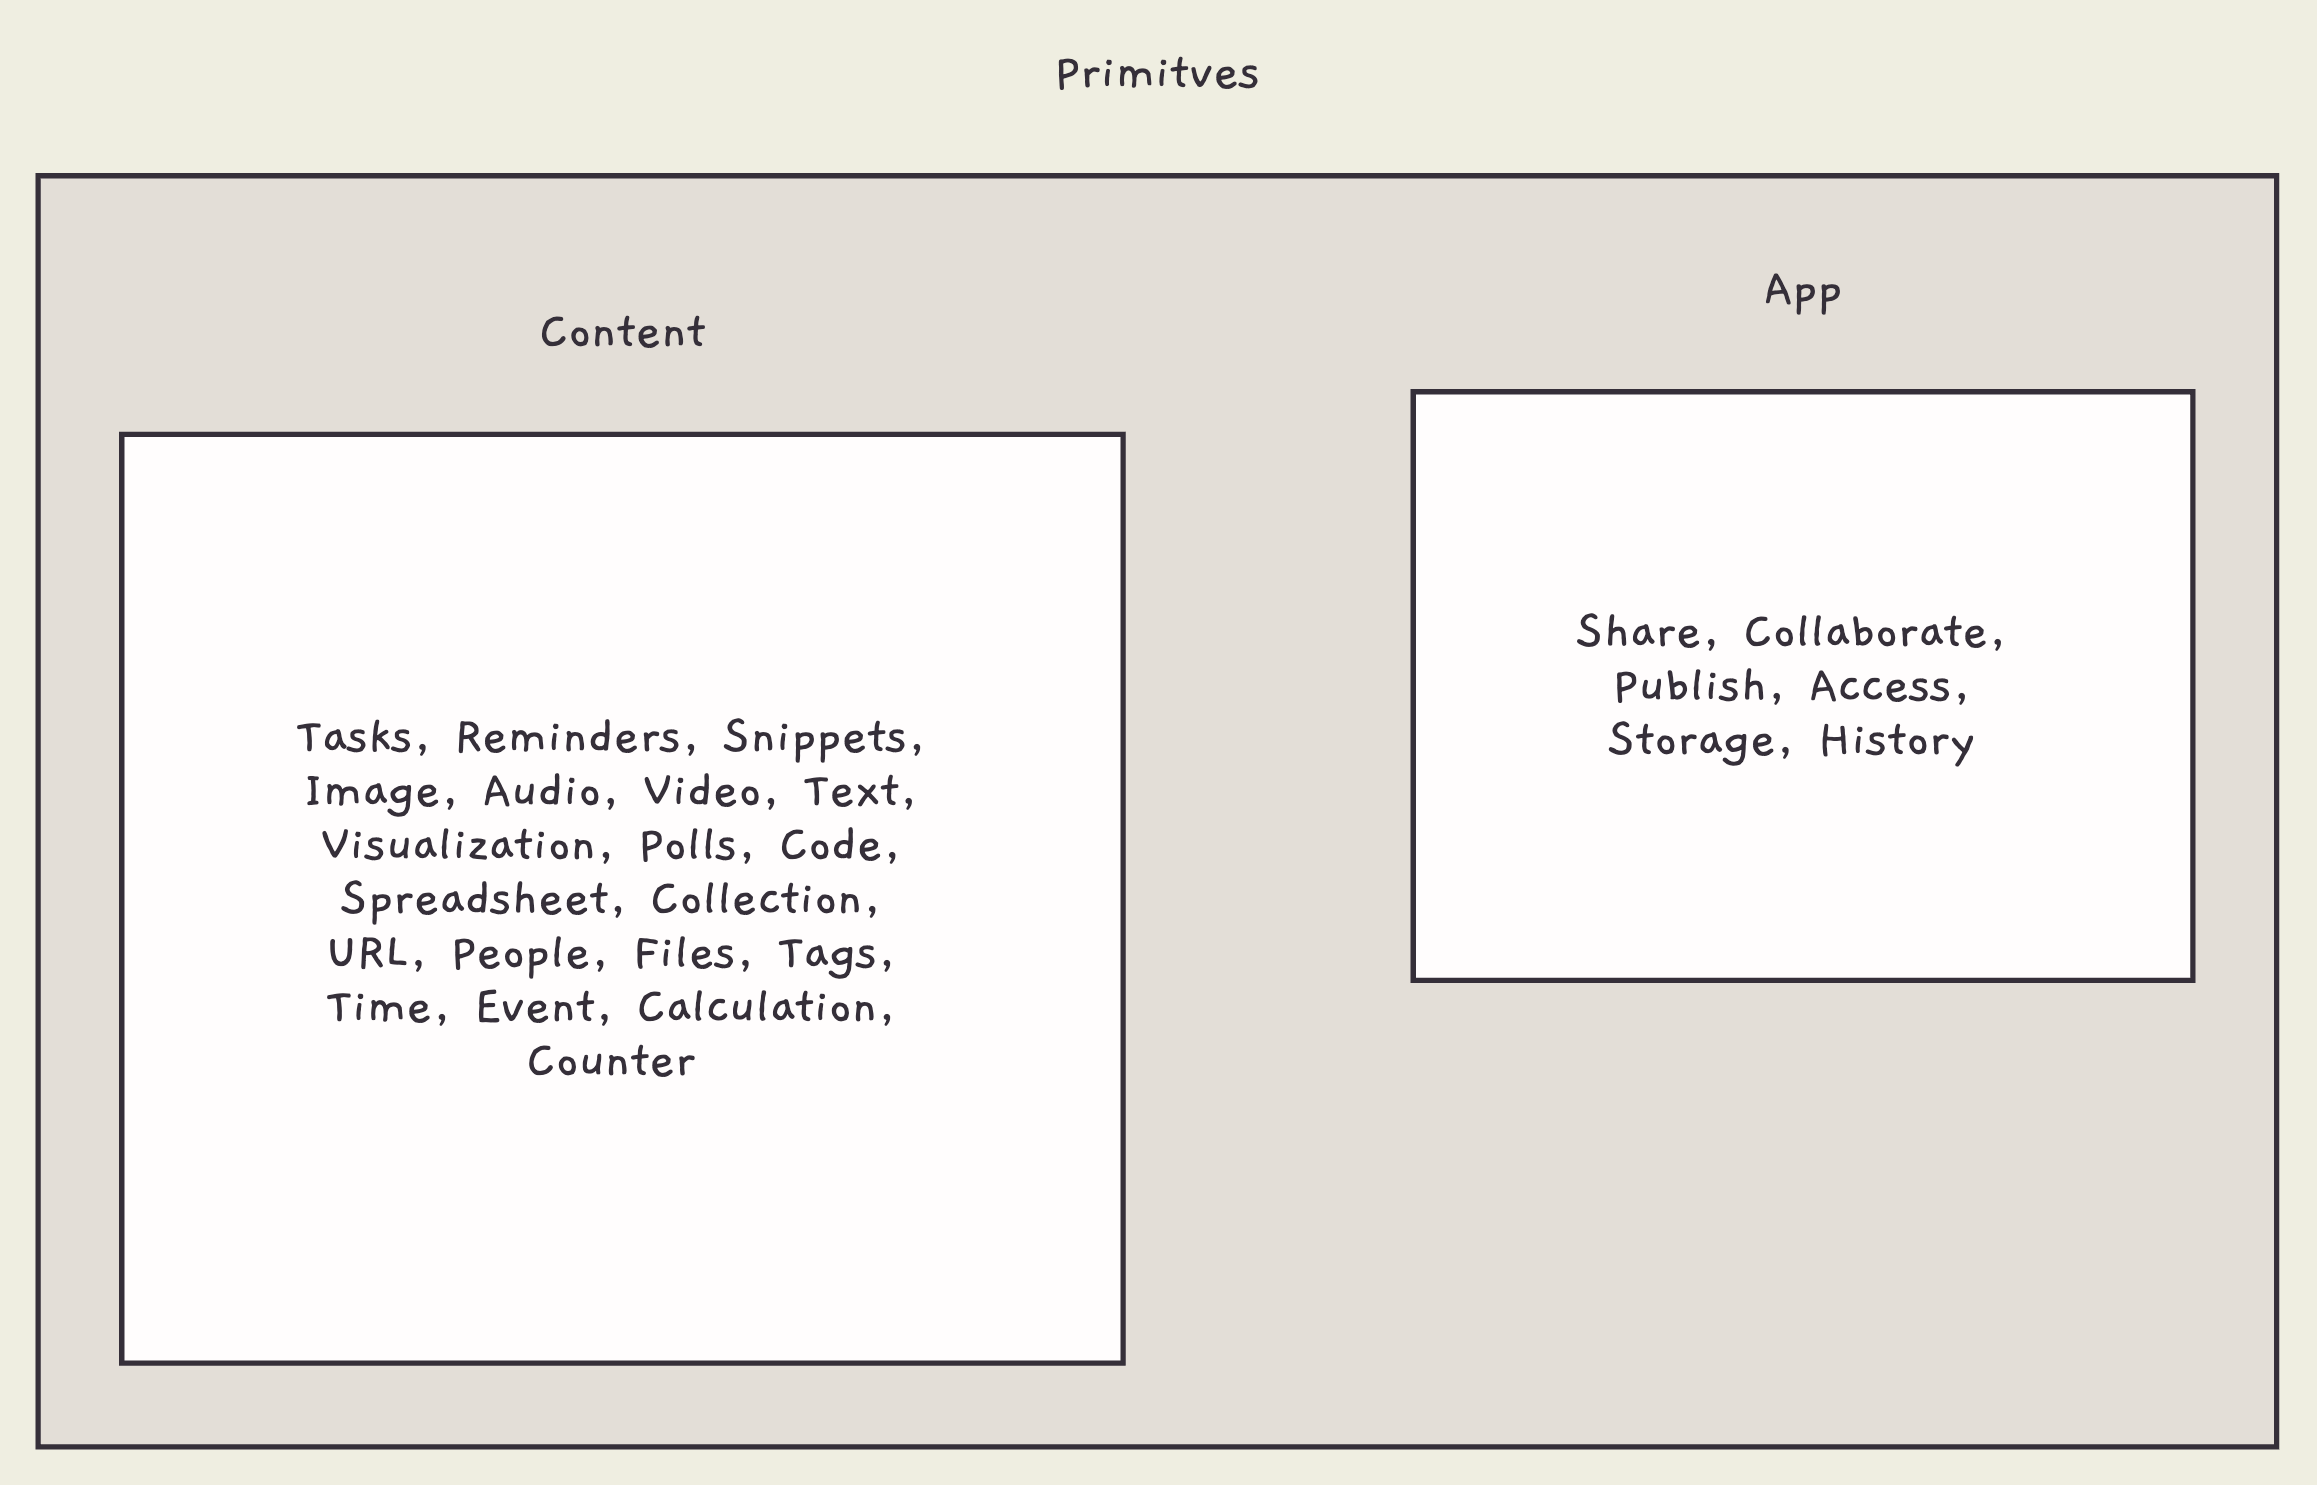 Primitves
Content
Tasks, Reminders, Snippets,
Image, Audio, Video, Text,
Visualization, Polls, Code,
Spreadsheet, Collection,
URL, People, Files, Tags,
Time, Event, Calculation,
Counter
App
Share, Collaborate,
Publish, Access,
Storage, History